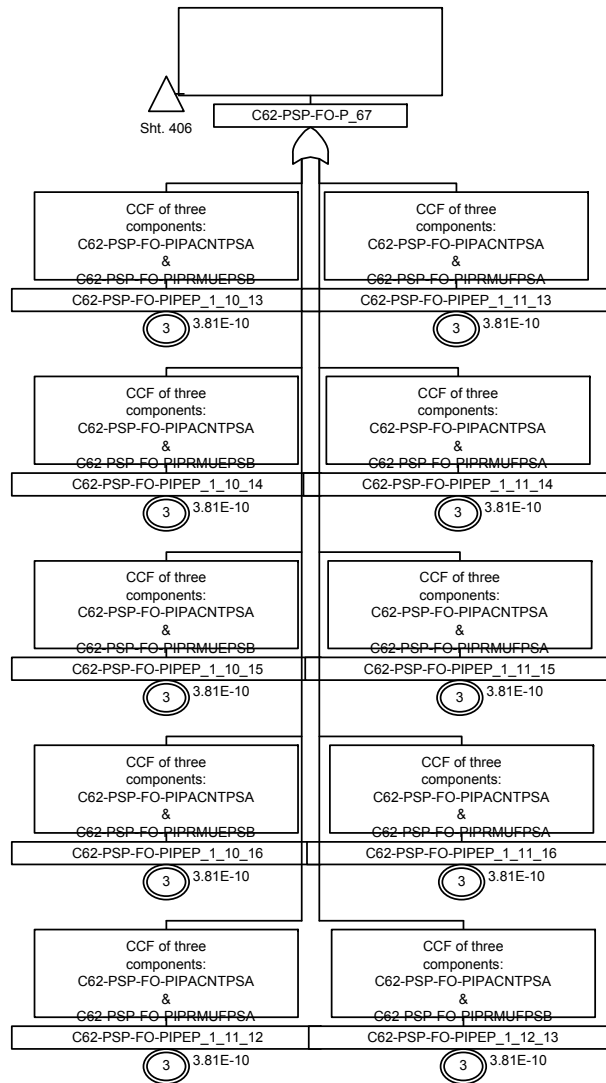 C62-PSP-FO-P_67
Sht. 406
CCF of three
components:
C62-PSP-FO-PIPACNTPSA
&
C62-PSP-FO-PIPRMUEPSB
C62-PSP-FO-PIPEP_1_10_13
3
3.81E-10
CCF of three
components:
C62-PSP-FO-PIPACNTPSA
&
C62-PSP-FO-PIPRMUFPSA
C62-PSP-FO-PIPEP_1_11_13
3
3.81E-10
CCF of three
components:
C62-PSP-FO-PIPACNTPSA
&
C62-PSP-FO-PIPRMUEPSB
C62-PSP-FO-PIPEP_1_10_14
3
3.81E-10
CCF of three
components:
C62-PSP-FO-PIPACNTPSA
&
C62-PSP-FO-PIPRMUFPSA
C62-PSP-FO-PIPEP_1_11_14
3
3.81E-10
CCF of three
components:
C62-PSP-FO-PIPACNTPSA
&
C62-PSP-FO-PIPRMUEPSB
C62-PSP-FO-PIPEP_1_10_15
3
3.81E-10
CCF of three
components:
C62-PSP-FO-PIPACNTPSA
&
C62-PSP-FO-PIPRMUFPSA
C62-PSP-FO-PIPEP_1_11_15
3
3.81E-10
CCF of three
components:
C62-PSP-FO-PIPACNTPSA
&
C62-PSP-FO-PIPRMUEPSB
C62-PSP-FO-PIPEP_1_10_16
3
3.81E-10
CCF of three
components:
C62-PSP-FO-PIPACNTPSA
&
C62-PSP-FO-PIPRMUFPSA
C62-PSP-FO-PIPEP_1_11_16
3
3.81E-10
CCF of three
components:
C62-PSP-FO-PIPACNTPSA
&
C62-PSP-FO-PIPRMUFPSA
C62-PSP-FO-PIPEP_1_11_12
3
3.81E-10
CCF of three
components:
C62-PSP-FO-PIPACNTPSA
&
C62-PSP-FO-PIPRMUFPSB
C62-PSP-FO-PIPEP_1_12_13
3
3.81E-10